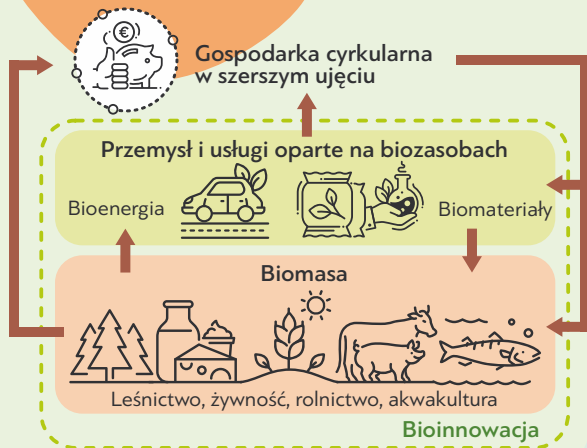 €
Gospodarka cyrkularna
w szerszym ujęciu
Przemysł i usługi oparte na biozasobach
Bioenergia
Biomateriały
Biomasa
Leśnictwo, żywność, rolnictwo, akwakultura
Bioinnowacja